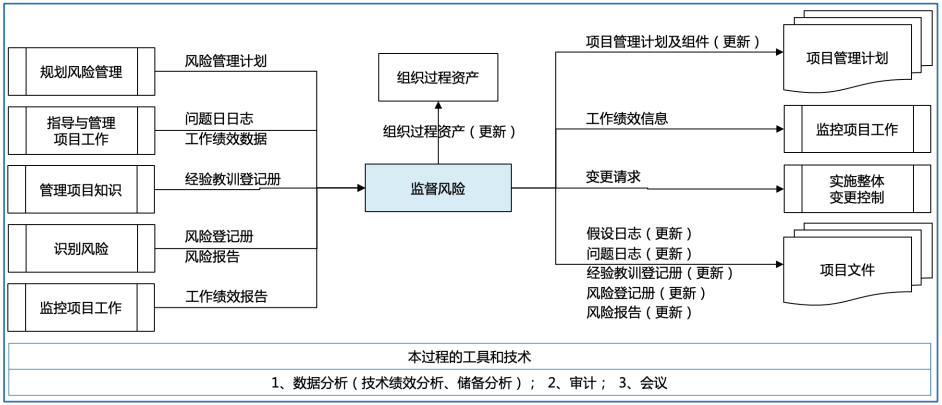 规划风险管理
风险管理计划
指导与管理
项目工作
问题日日志
工作绩效数据
管理项目知识
经验教训登记册
识别风险
风险登记册
风险报告
监控项目工作
工作绩效报告
组织过程资产
组织过程资产（更新）
监督风险
项目管理计划及组件（更新）
项目管理计划
工作绩效信息
监控项目工作
变更请求
实施整体
变更控制
假设日志（更新）
问题日志（更新）
经验教训登记册（更新）
风险登记册（更新）
风险报告（更新）
项目文件
本过程的工具和技术
1、数据分析（技术绩效分析、储备分析）； 2、审计； 3、会议